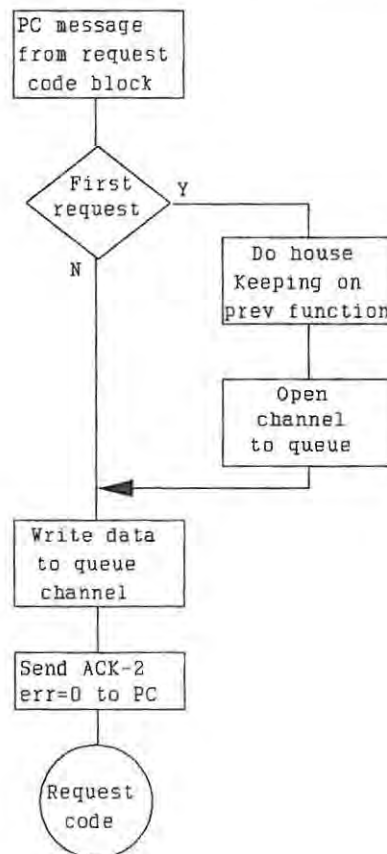 PC message
from request
code block
First
request
Y
N
Do house
Keeping on
prev function
Open
channel
to queue
Write data
to queue
channel
Send ACK-2
err=0 to PC
Request
code